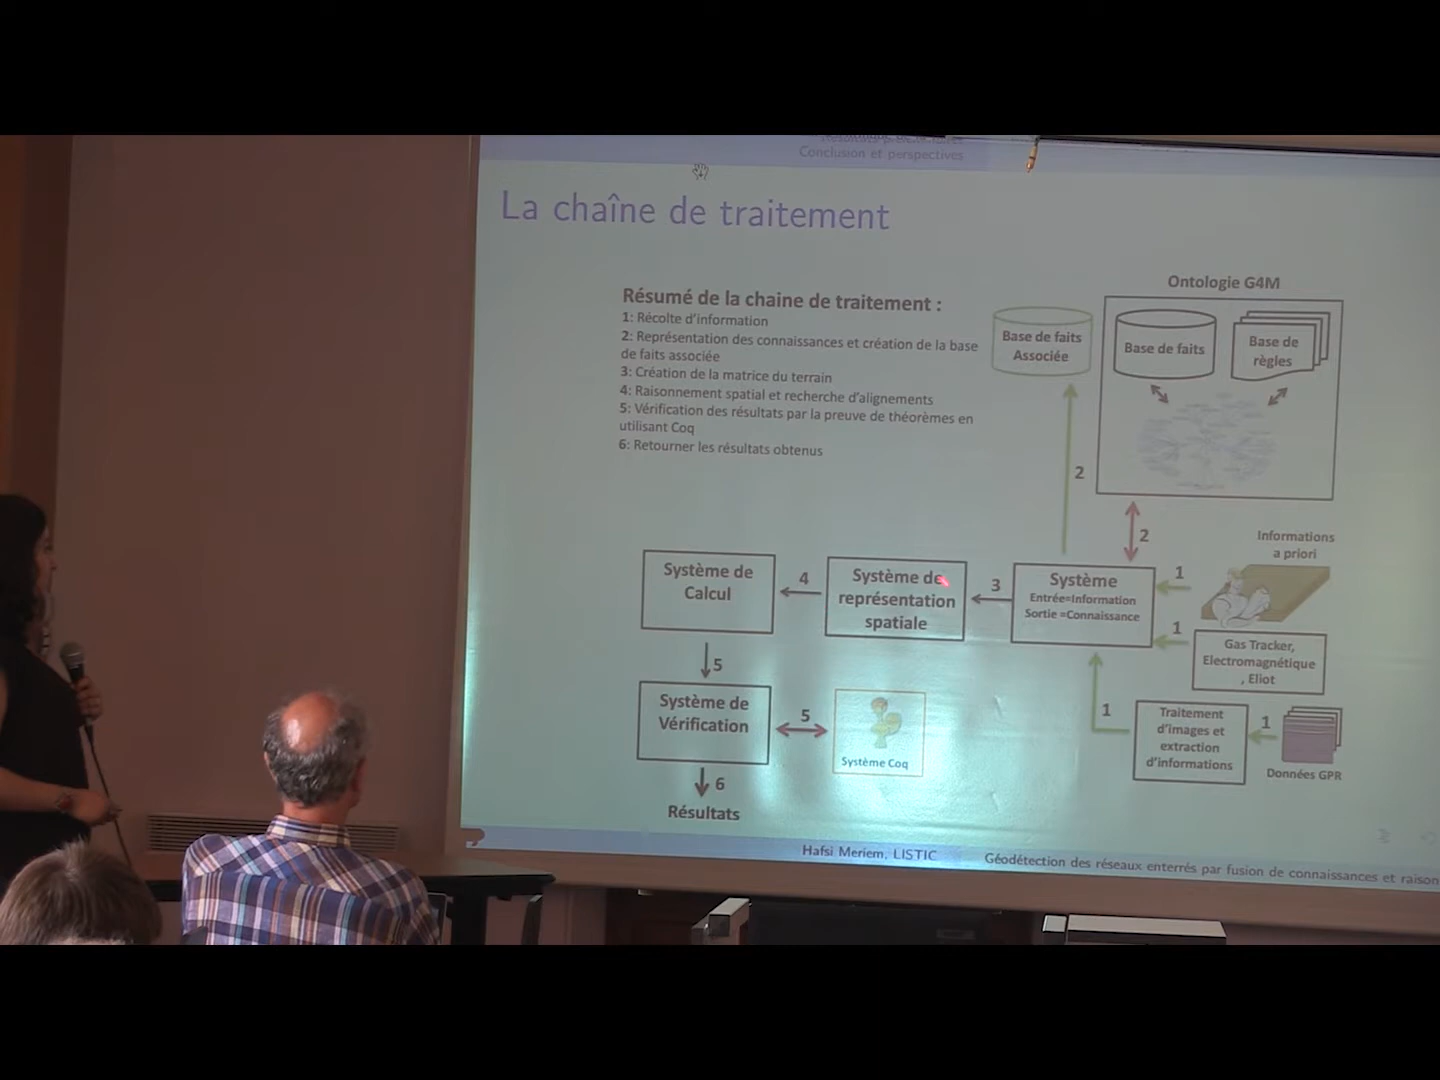 Conclusion et perspectives
La chaîne de traitement
Résumé de la chaine de traitement :
1: Récolte d'information
2: Représentation des connaissances et création de la base
de faits associée
3: Création de la matrice du terrain
4: Raisonnement spatial et recherche d'alignements
5: Vérification des résultats par la preuve de théorèmes en
utilisant Coq
6: Retourner les résultats obtenus
Ontologie G4M
Base de faits
Associée
Base de faits
Base de
règles
2
2
Informations
a priori
Système de
Calcul
4
Système de
représentation
spatiale
3
Système
Entrée=Information
Sortie =Connaissance
1
1
Gas Tracker,
Electromagnétique
, Eliot
5
Système de
Vérification
5
Système Coq
1
Traitement
d'images et
extraction
d'informations
1
Données GPR
6
Résultats
Hafsi Meriem, LISTIC
Géodétection des réseaux enterrés par fusion de connaissances et raison